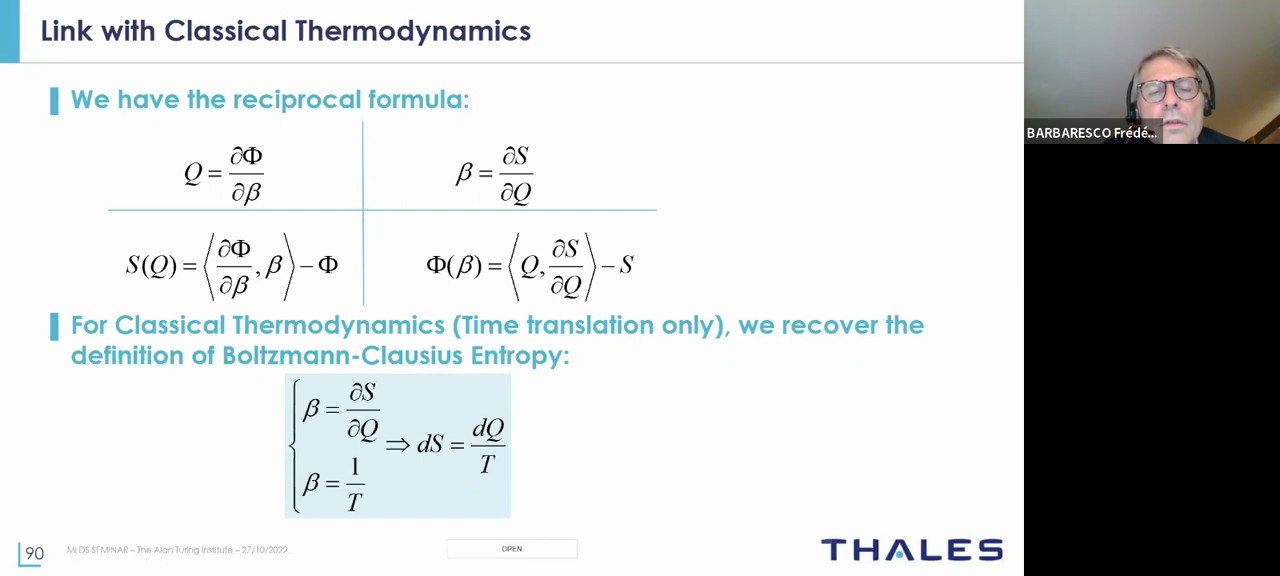 Link with Classical Thermodynamics
We have the reciprocal formula:
Q = ∂Φ/∂β
β = ∂S/∂Q
S(Q) = ⟨∂Φ/∂β, β⟩ − Φ
Φ(β) = ⟨Q, ∂S/∂Q⟩ − S
For Classical Thermodynamics (Time translation only), we recover the
definition of Boltzmann-Clausius Entropy:
{ β = ∂S/∂Q
β = 1/T
⇒ dS = dQ/T
90
MLDS SEMINAR – The Alan Turing Institute – 27/10/2022
OPEN
THALES
BARBARESCO Frédé...